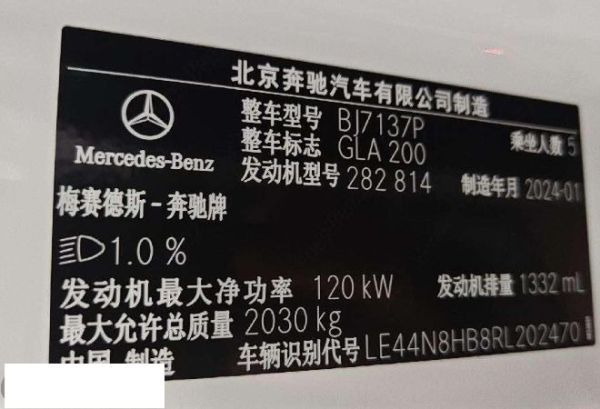 北京奔驰汽车有限公司制造
Mercedes-Benz
整车型号 BJ7137P 乘坐人数 5
整车标志 GLA 200
发动机型号 282 814 制造年月 2024-01
梅赛德斯-奔驰牌
1.0 %
发动机最大净功率 120 kW 发动机排量 1332 mL
最大允许总质量 2030 kg
中国 制造 车辆识别代号 LE44N8HB8RL202470